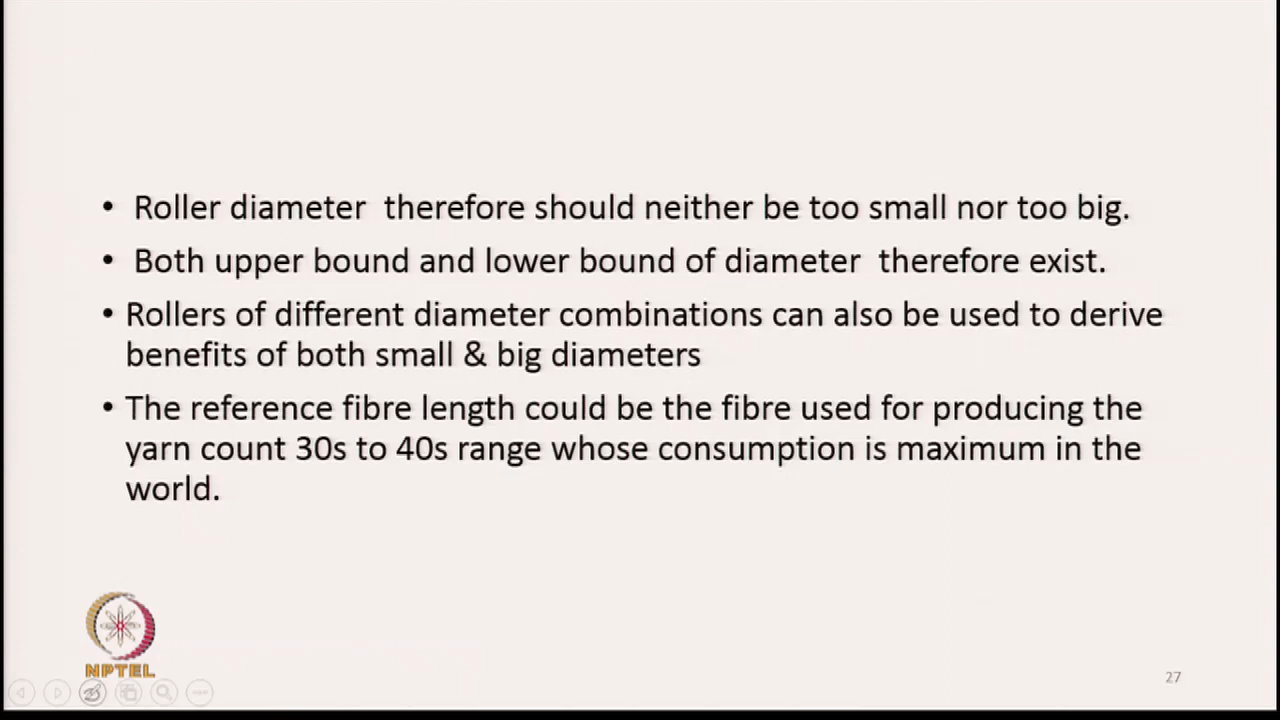 • Roller diameter therefore should neither be too small nor too big.
• Both upper bound and lower bound of diameter therefore exist.
• Rollers of different diameter combinations can also be used to derive
benefits of both small & big diameters
• The reference fibre length could be the fibre used for producing the
yarn count 30s to 40s range whose consumption is maximum in the
world.
NPTEL
27